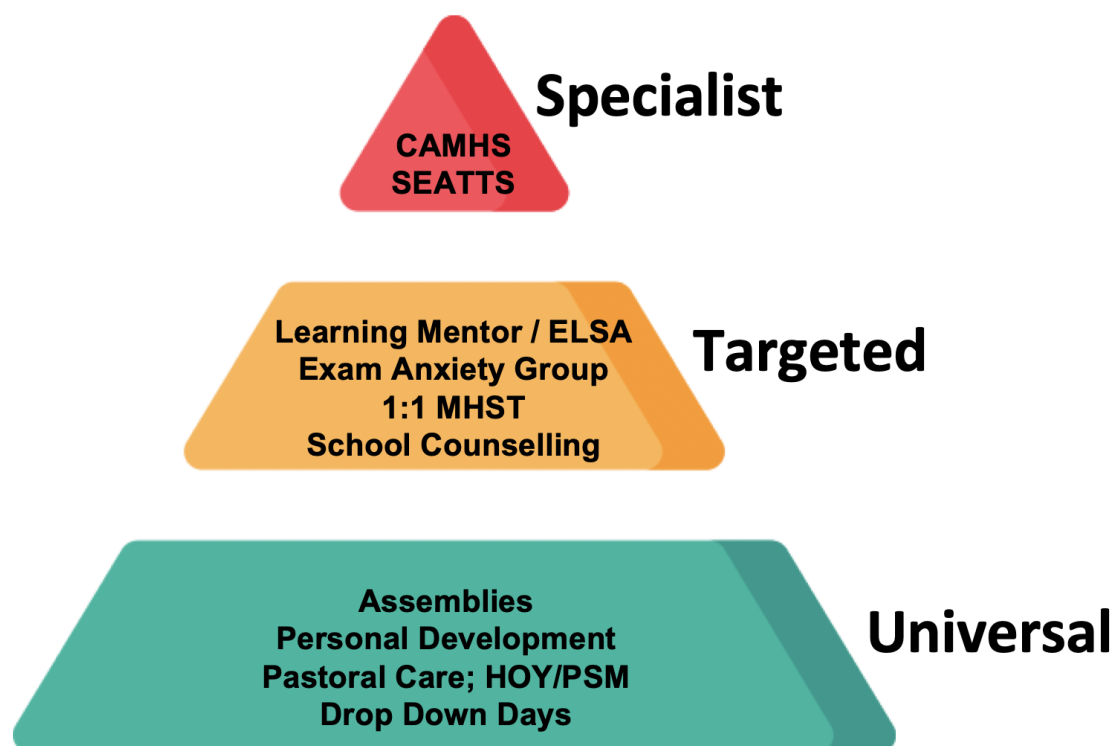 Specialist
CAMHS
SEATTS
Learning Mentor / ELSA
Exam Anxiety Group
1:1 MHST
School Counselling
Targeted
Assemblies
Personal Development
Pastoral Care; HOY/PSM
Drop Down Days
Universal